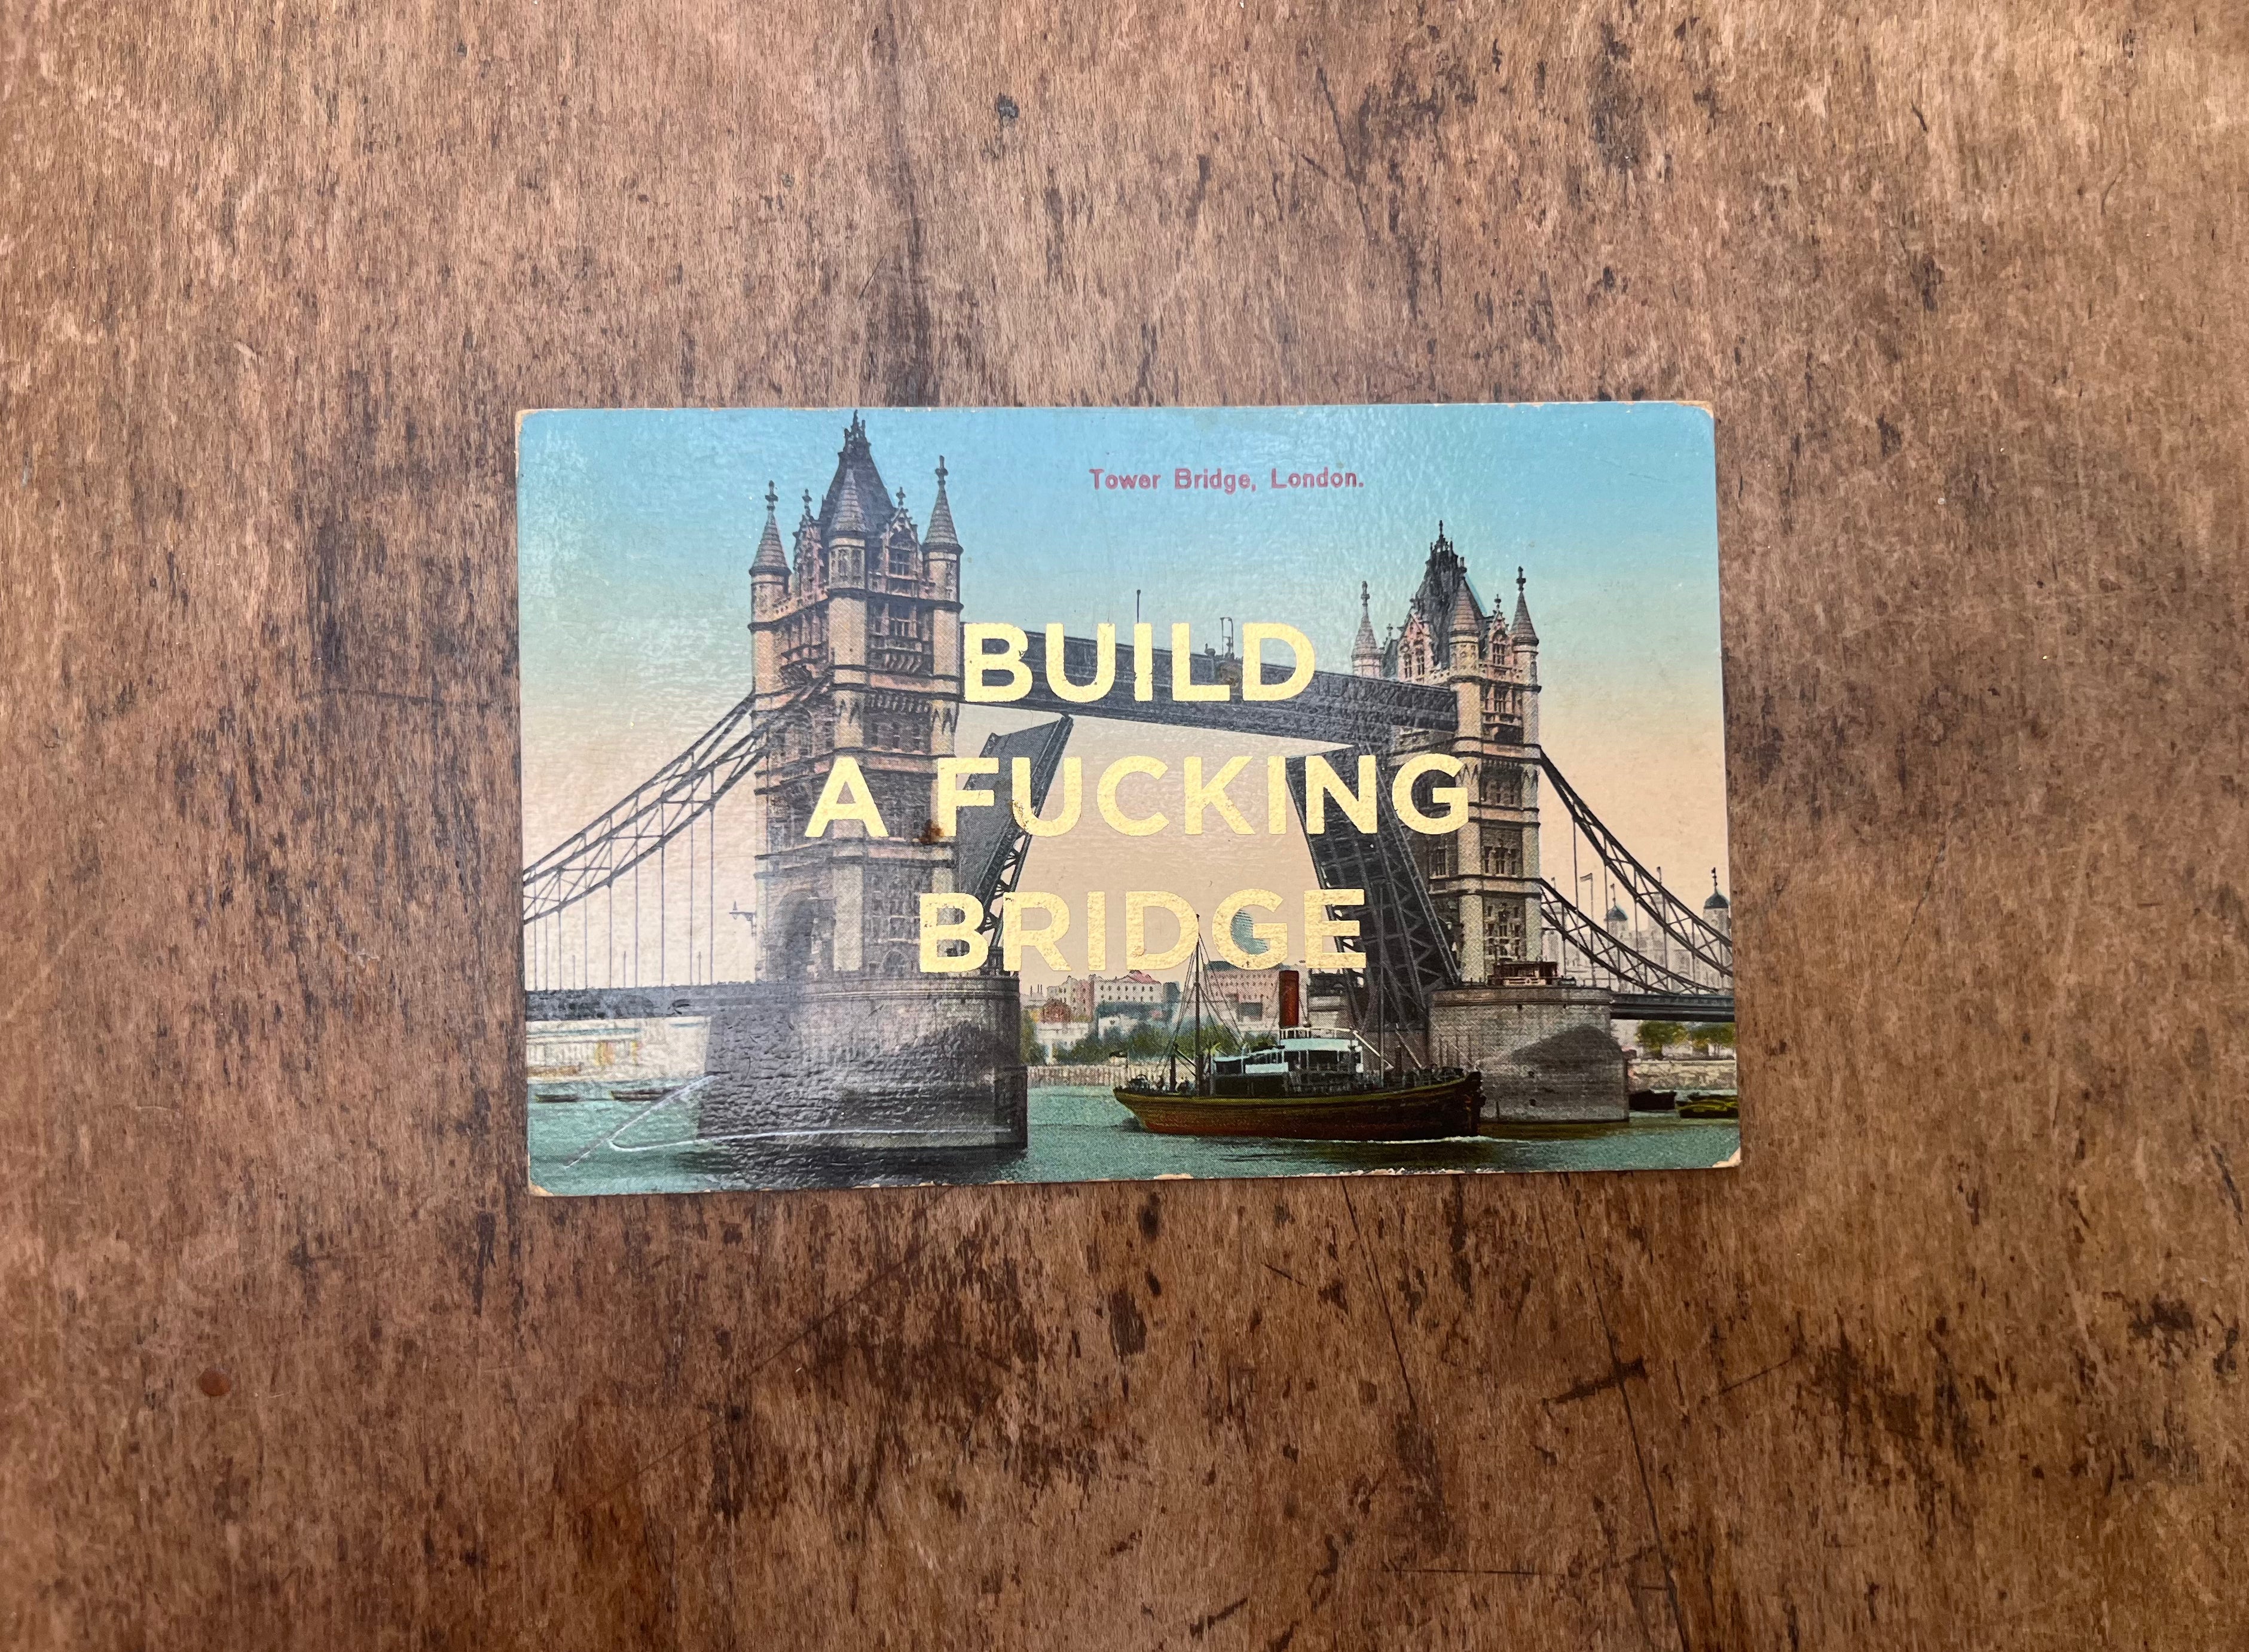 Tower Bridge, London.
BUILD
A FUCKING
BRIDGE